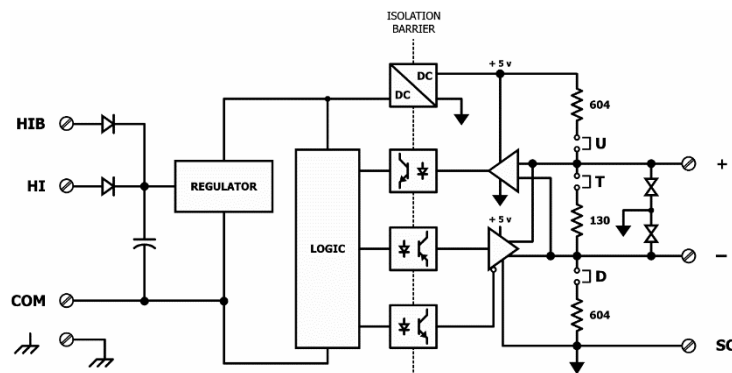 ISOLATION
BARRIER
+ 5 v
DC
DC
604
HIB
U
+
HI
REGULATOR
T
130
+ 5 v
LOGIC
−
D
COM
604
SC